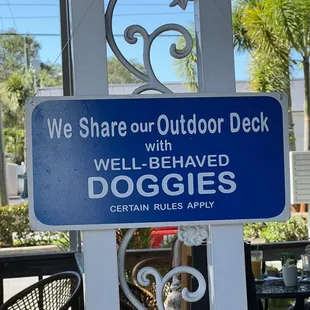 We Share our Outdoor Deck
with
WELL-BEHAVED
DOGGIES
CERTAIN RULES APPLY